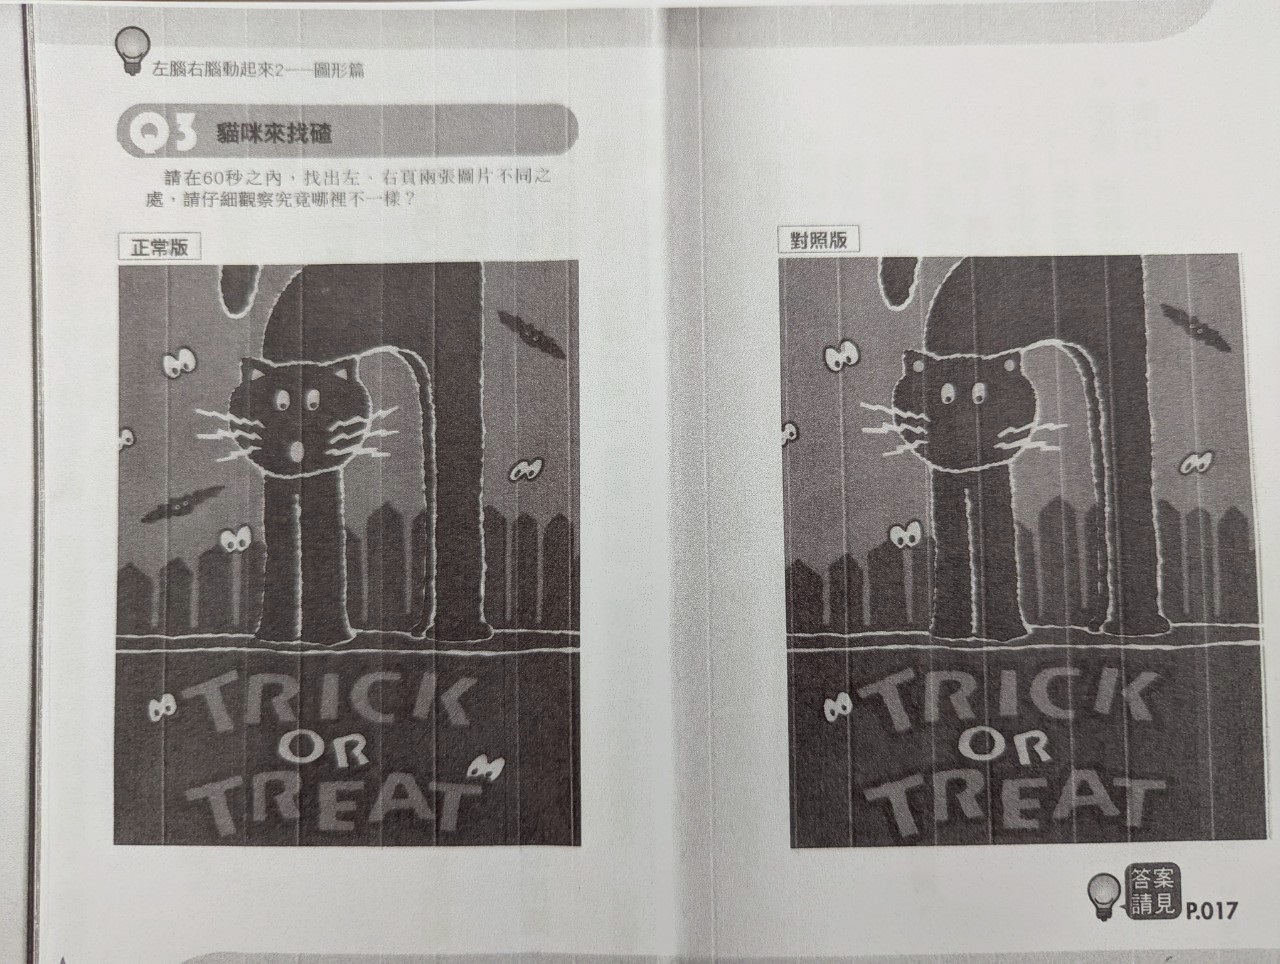 左腦右腦動起來2——圖形篇
Q3 貓咪來找碴
請在60秒之內，找出左、右頁兩張圖片不同之
處，請仔細觀察究竟哪裡不一樣？
正常版
TRICK
OR
TREAT
對照版
TRICK
OR
TREAT
答案
請見 P.017